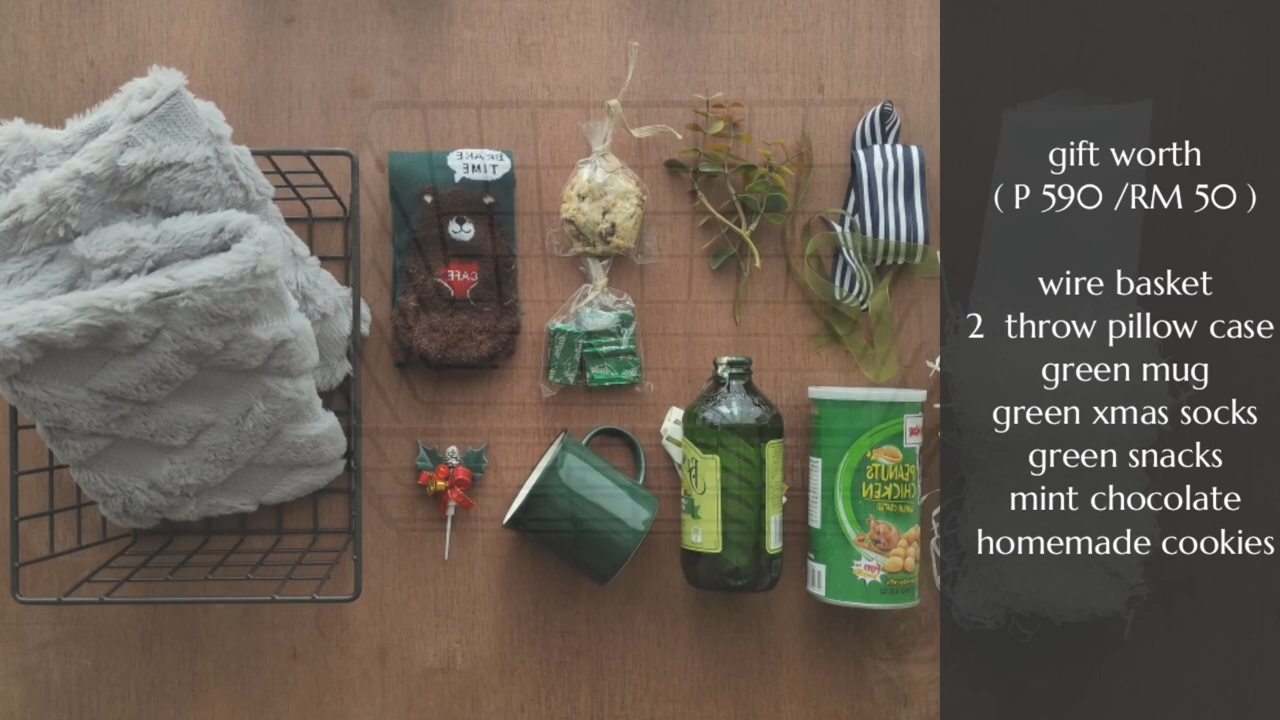 BRAKE
TIME
CAFE
PEANUTS
CHICKEN
gift worth
( P 590 /RM 50 )
wire basket
2 throw pillow case
green mug
green xmas socks
green snacks
mint chocolate
homemade cookies